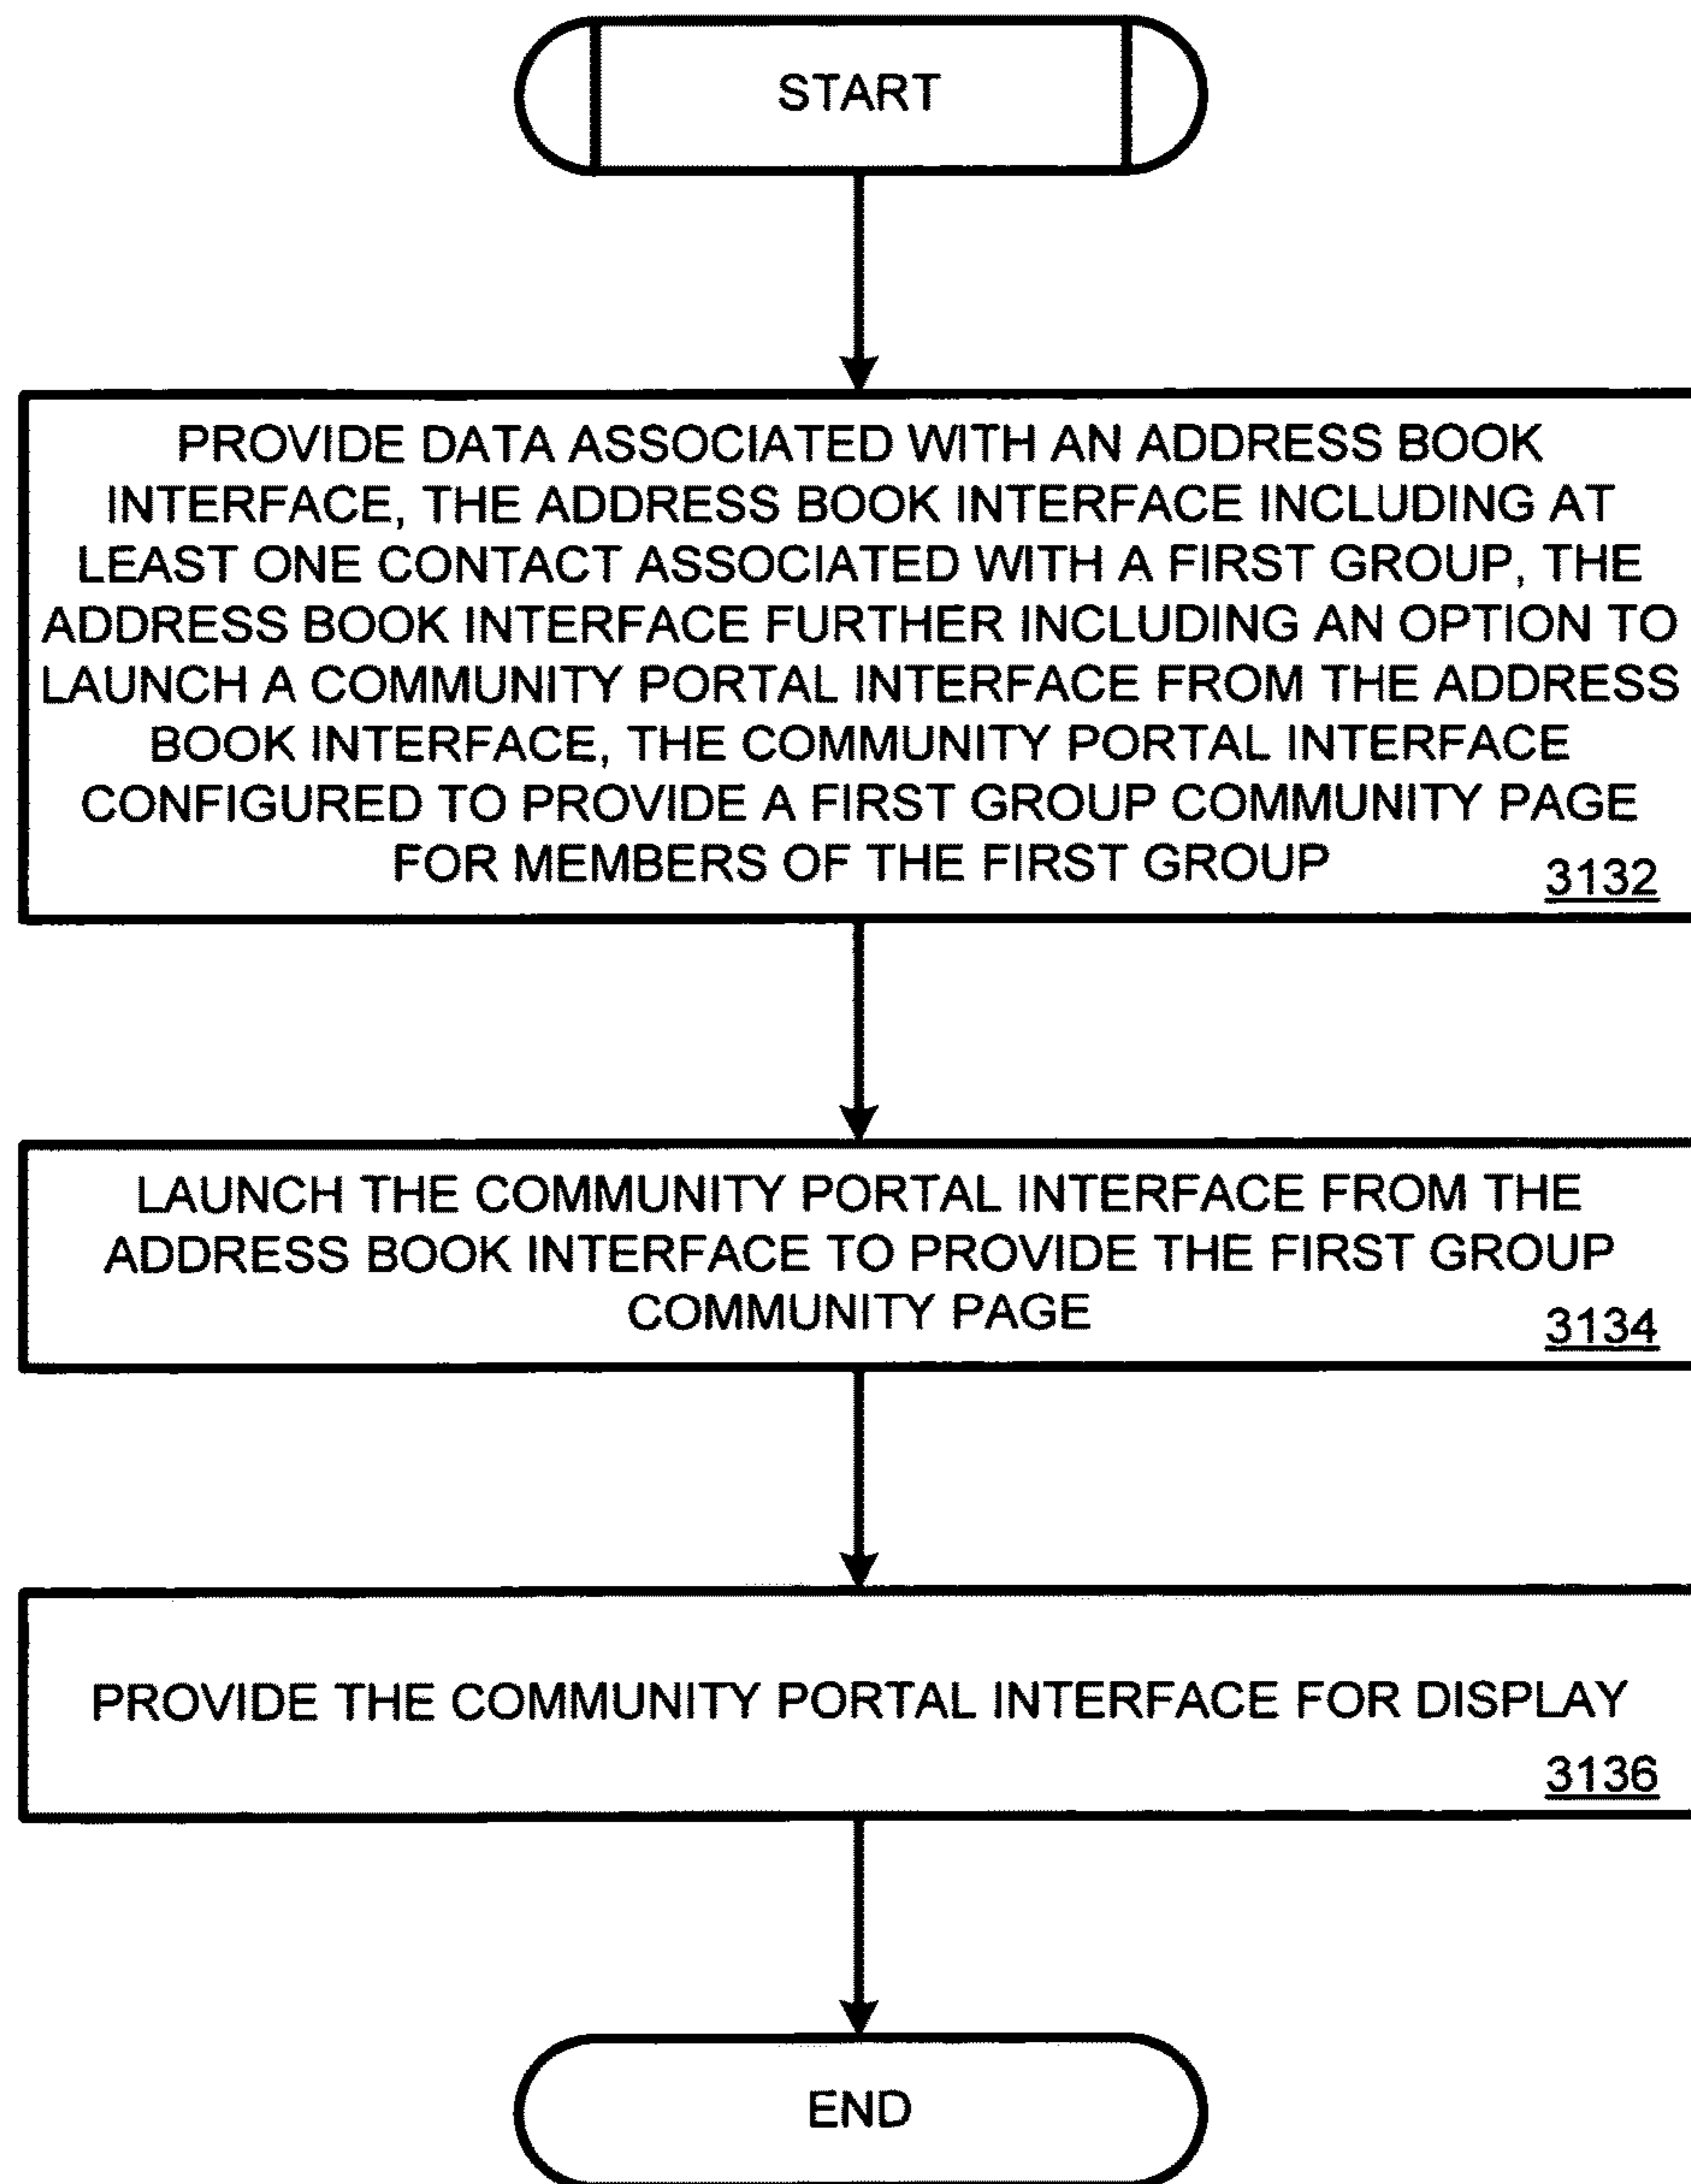 START
PROVIDE DATA ASSOCIATED WITH AN ADDRESS BOOK
INTERFACE, THE ADDRESS BOOK INTERFACE INCLUDING AT
LEAST ONE CONTACT ASSOCIATED WITH A FIRST GROUP, THE
ADDRESS BOOK INTERFACE FURTHER INCLUDING AN OPTION TO
LAUNCH A COMMUNITY PORTAL INTERFACE FROM THE ADDRESS
BOOK INTERFACE, THE COMMUNITY PORTAL INTERFACE
CONFIGURED TO PROVIDE A FIRST GROUP COMMUNITY PAGE
FOR MEMBERS OF THE FIRST GROUP
3132
LAUNCH THE COMMUNITY PORTAL INTERFACE FROM THE
ADDRESS BOOK INTERFACE TO PROVIDE THE FIRST GROUP
COMMUNITY PAGE
3134
PROVIDE THE COMMUNITY PORTAL INTERFACE FOR DISPLAY
3136
END